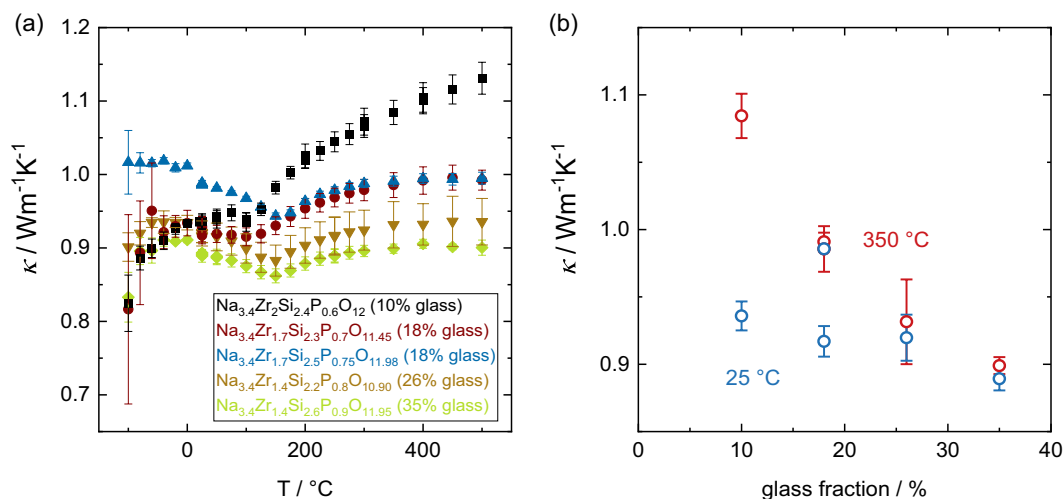 (a)
κ / Wm⁻¹K⁻¹
1.2
1.1
1.0
0.9
0.8
0.7
0
200
400
T / °C
Na₃.₄Zr₂Si₂.₄P₀.₆O₁₂ (10% glass)
Na₃.₄Zr₁.₇Si₂.₃P₀.₇O₁₁.₄₅ (18% glass)
Na₃.₄Zr₁.₇Si₂.₅P₀.₇₅O₁₁.₉₈ (18% glass)
Na₃.₄Zr₁.₄Si₂.₂P₀.₈O₁₀.₉₀ (26% glass)
Na₃.₄Zr₁.₄Si₂.₆P₀.₉O₁₁.₉₅ (35% glass)
(b)
κ / Wm⁻¹K⁻¹
1.1
1.0
0.9
350 °C
25 °C
0
10
20
30
40
glass fraction / %